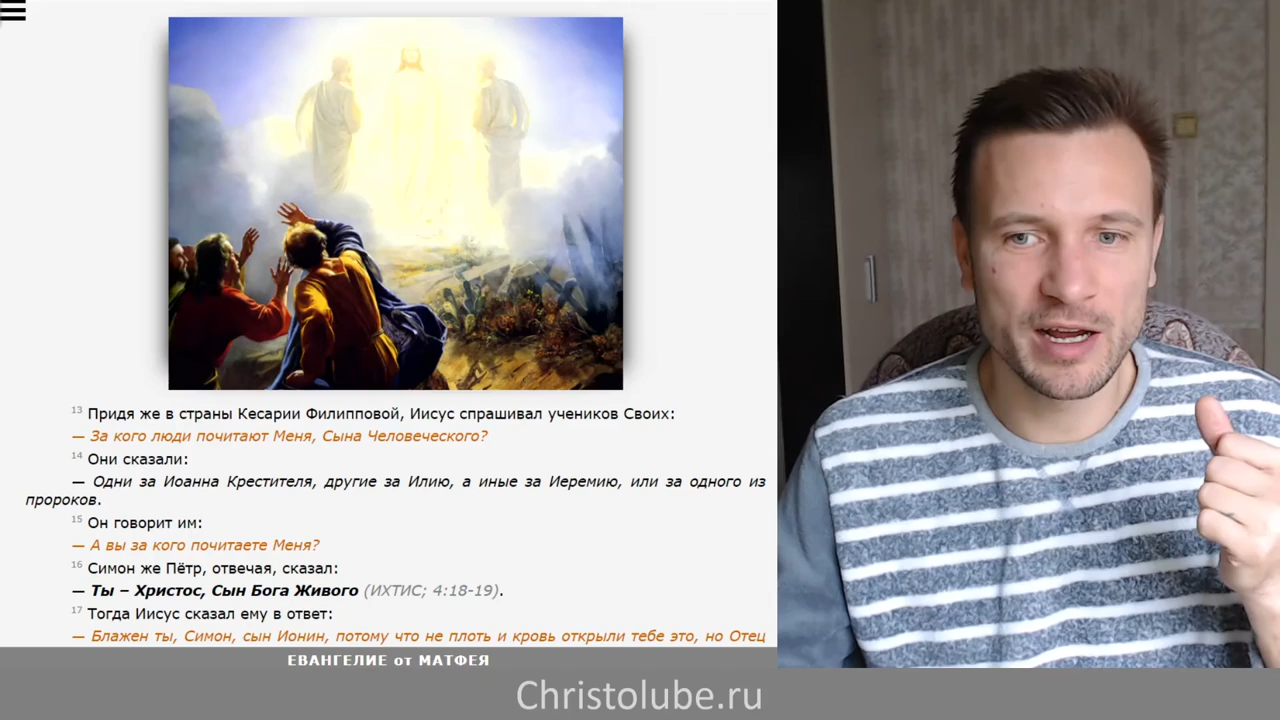 13 Придя же в страны Кесарии Филипповой, Иисус спрашивал учеников Своих:
— За кого люди почитают Меня, Сына Человеческого?
14 Они сказали:
— Одни за Иоанна Крестителя, другие за Илию, а иные за Иеремию, или за одного из
пророков.
15 Он говорит им:
— А вы за кого почитаете Меня?
16 Симон же Пётр, отвечая, сказал:
— Ты – Христос, Сын Бога Живого (ИХТИС; 4:18-19).
17 Тогда Иисус сказал ему в ответ:
— Блажен ты, Симон, сын Ионин, потому что не плоть и кровь открыли тебе это, но Отец
ЕВАНГЕЛИЕ от МАТФЕЯ
Christolube.ru